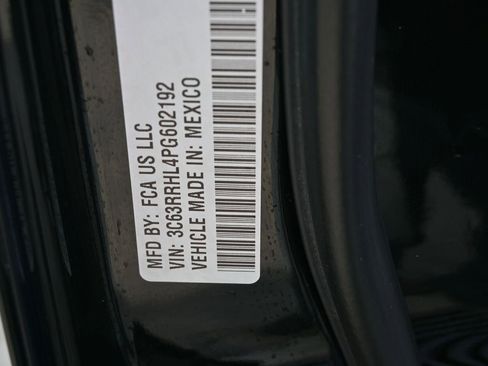 MFD BY: FCA US LLC
VIN: 3C63RRHL4PG602192
VEHICLE MADE IN: MEXICO